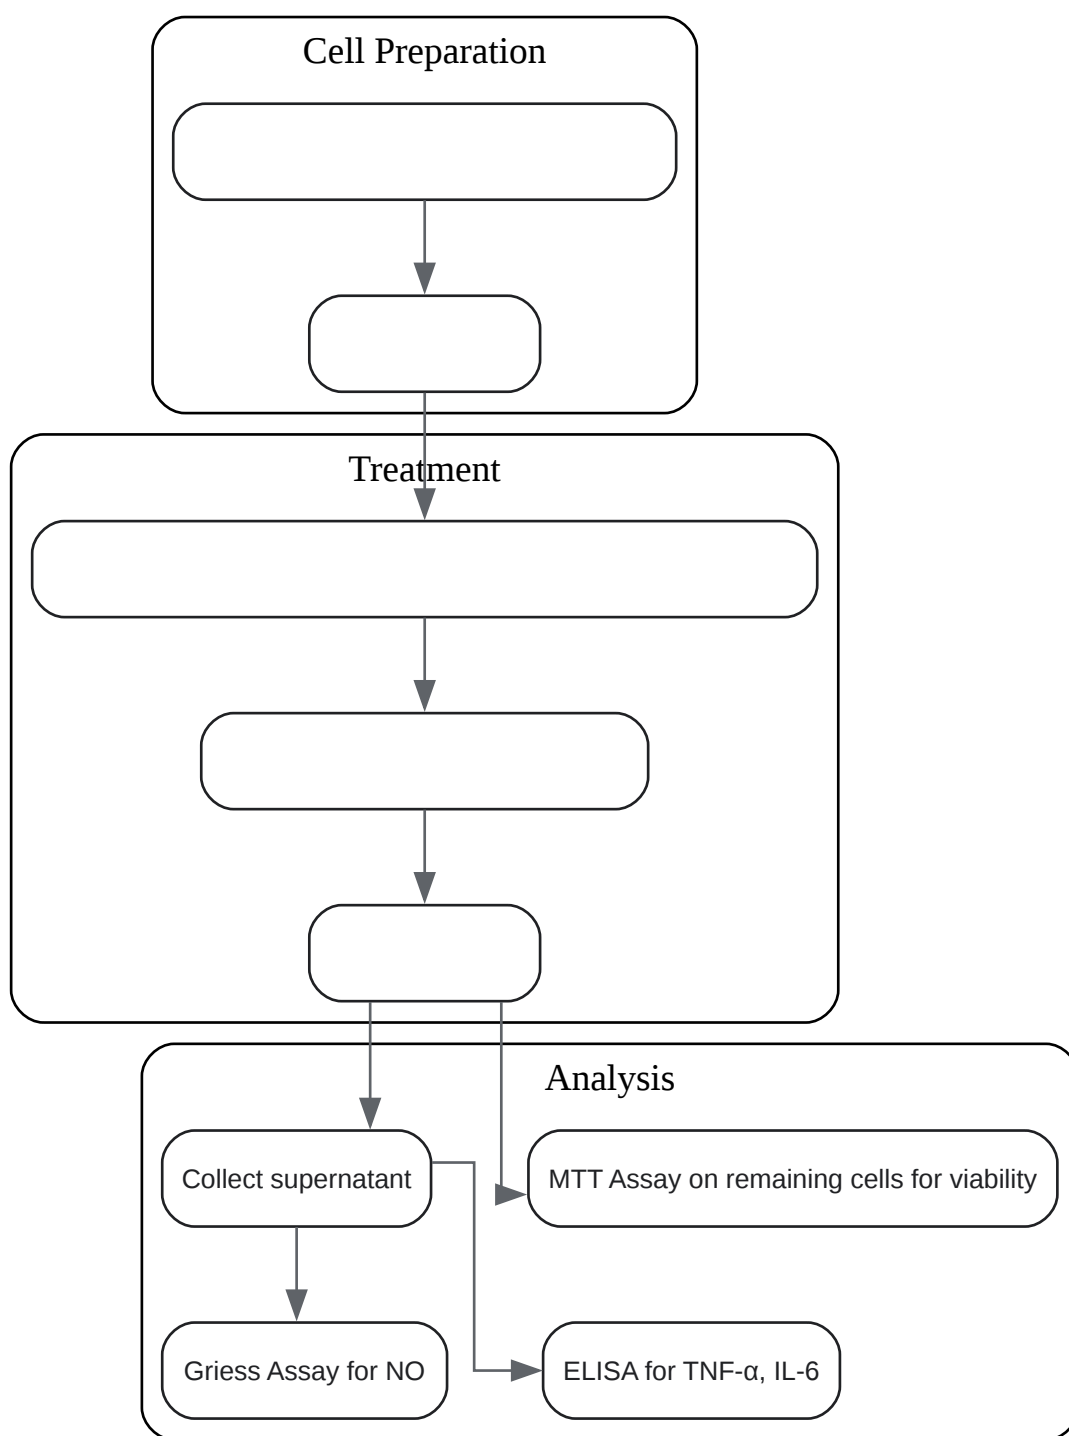 Cell Preparation
Treatment
Analysis
Collect supernatant
MTT Assay on remaining cells for viability
Griess Assay for NO
ELISA for TNF-α, IL-6